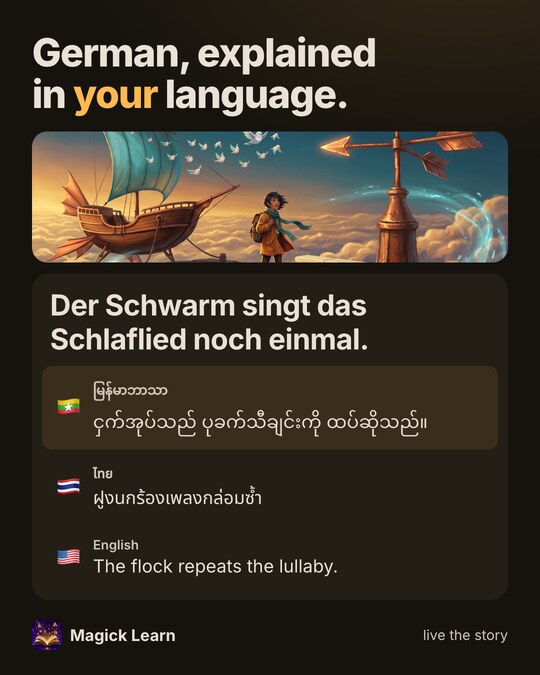 German, explained
in your language.
Der Schwarm singt das
Schlaflied noch einmal.
မြန်မာဘာသာ
ငှက်အုပ်သည် ပုခက်သီချင်းကို ထပ်ဆိုသည်။
ไทย
ฝูงนกร้องเพลงกล่อมซ้ำ
English
The flock repeats the lullaby.
Magick Learn
live the story